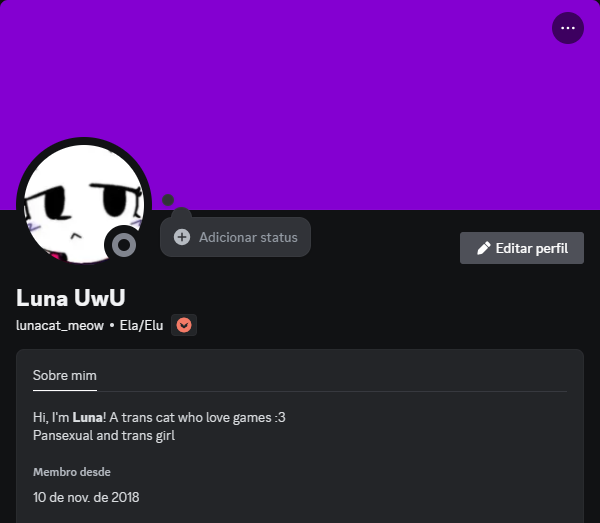 Adicionar status
Editar perfil
Luna UwU
lunacat_meow • Ela/Elu
Sobre mim
Hi, I'm Luna! A trans cat who love games :3
Pansexual and trans girl
Membro desde
10 de nov. de 2018